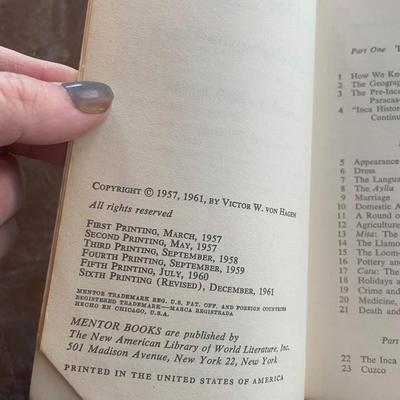 COPYRIGHT © 1957, 1961, BY VICTOR W. VON HAGEN
All rights reserved
FIRST PRINTING, MARCH, 1957
SECOND PRINTING, MAY, 1957
THIRD PRINTING, SEPTEMBER, 1958
FOURTH PRINTING, SEPTEMBER, 1959
FIFTH PRINTING, JULY, 1960
SIXTH PRINTING (REVISED), DECEMBER, 1961
MENTOR TRADEMARK REG. U.S. PAT. OFF. AND FOREIGN COUNTRIES
REGISTERED TRADEMARK—MARCA REGISTRADA
HECHO EN CHICAGO, U.S.A.
MENTOR BOOKS are published by
The New American Library of World Literature, Inc.
501 Madison Avenue, New York 22, New York
PRINTED IN THE UNITED STATES OF AMERICA
Part One
1 How We Kn
2 The Geograp
3 The Pre-Inca
Paracas-
4 "Inca Histor
Continu
5 Appearance
6 Dress
7 The Langua
8 The Ayllu
9 Marriage
10 Domestic A
11 A Round o
12 Agriculture
13 Mita: The
14 The Llamo
15 The Loom-
16 Pottery and
17 Catu: The
18 Holidays a
19 Crime and
20 Medicine,
21 Death and
Part
22 The Inca
23 Cuzco